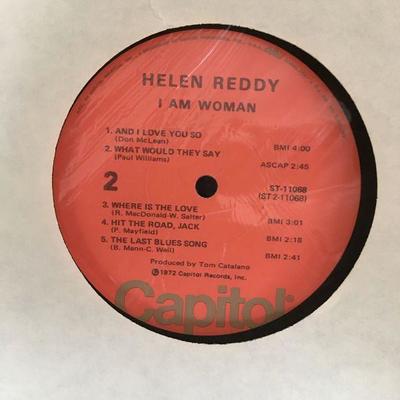 HELEN REDDY
I AM WOMAN
1. AND I LOVE YOU SO
(Don McLean) BMI 4:00
2. WHAT WOULD THEY SAY
(Paul Williams) ASCAP 2:45
2
ST-11068
(ST 2-11068)
3. WHERE IS THE LOVE
(R. MacDonald-W. Salter) BMI 3:01
4. HIT THE ROAD, JACK
(P. Mayfield) BMI 2:18
5. THE LAST BLUES SONG
(B. Mann-C. Weil) BMI 2:41
Produced by Tom Catalano
℗1972 Capitol Records, Inc.
Capitol